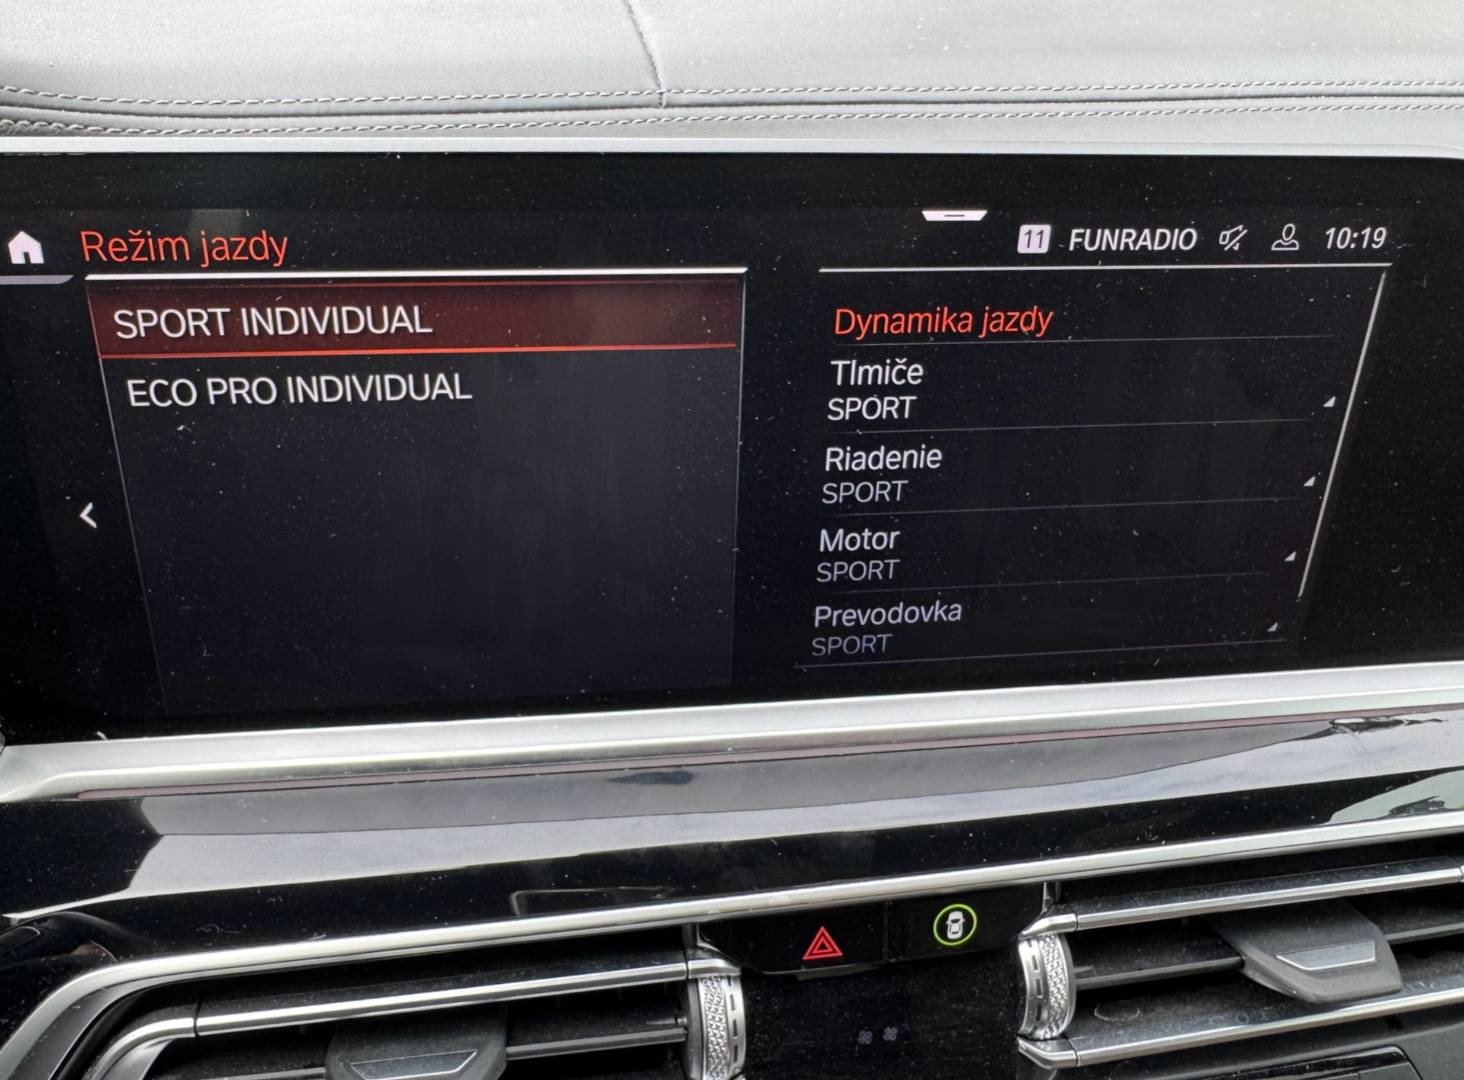 Režim jazdy
11 FUNRADIO 10:19
SPORT INDIVIDUAL
ECO PRO INDIVIDUAL
Dynamika jazdy
Tlmiče
SPORT
Riadenie
SPORT
Motor
SPORT
Prevodovka
SPORT